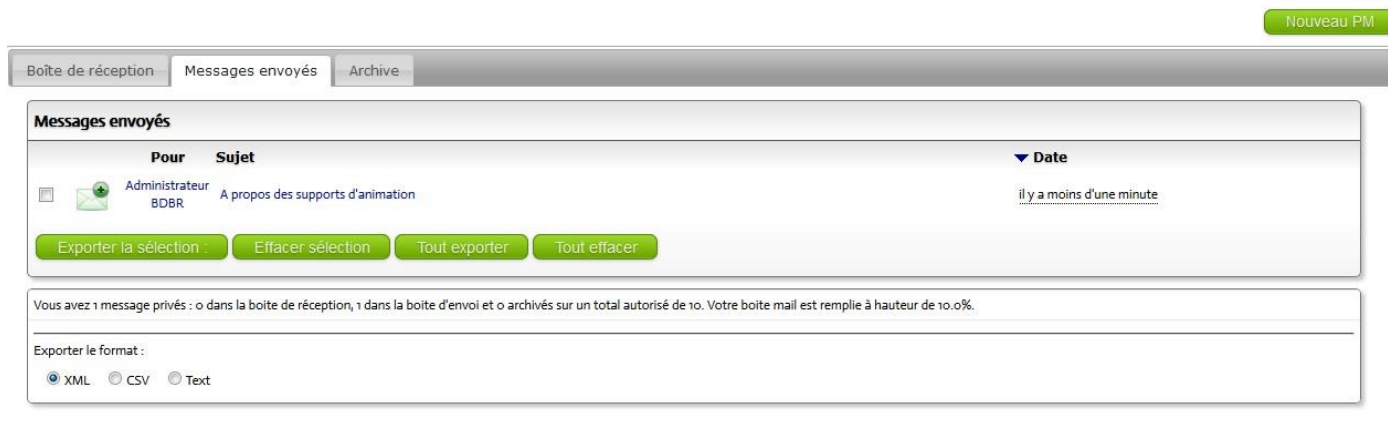 Nouveau PM
Boîte de réception Messages envoyés Archive
Messages envoyés
Pour Sujet Date
Administrateur BDBR A propos des supports d'animation il y a moins d'une minute
Exporter la sélection : Effacer sélection Tout exporter Tout effacer
Vous avez 1 message privés : 0 dans la boite de réception, 1 dans la boite d'envoi et 0 archivés sur un total autorisé de 10. Votre boite mail est remplie à hauteur de 10.0%.
Exporter le format :
XML CSV Text